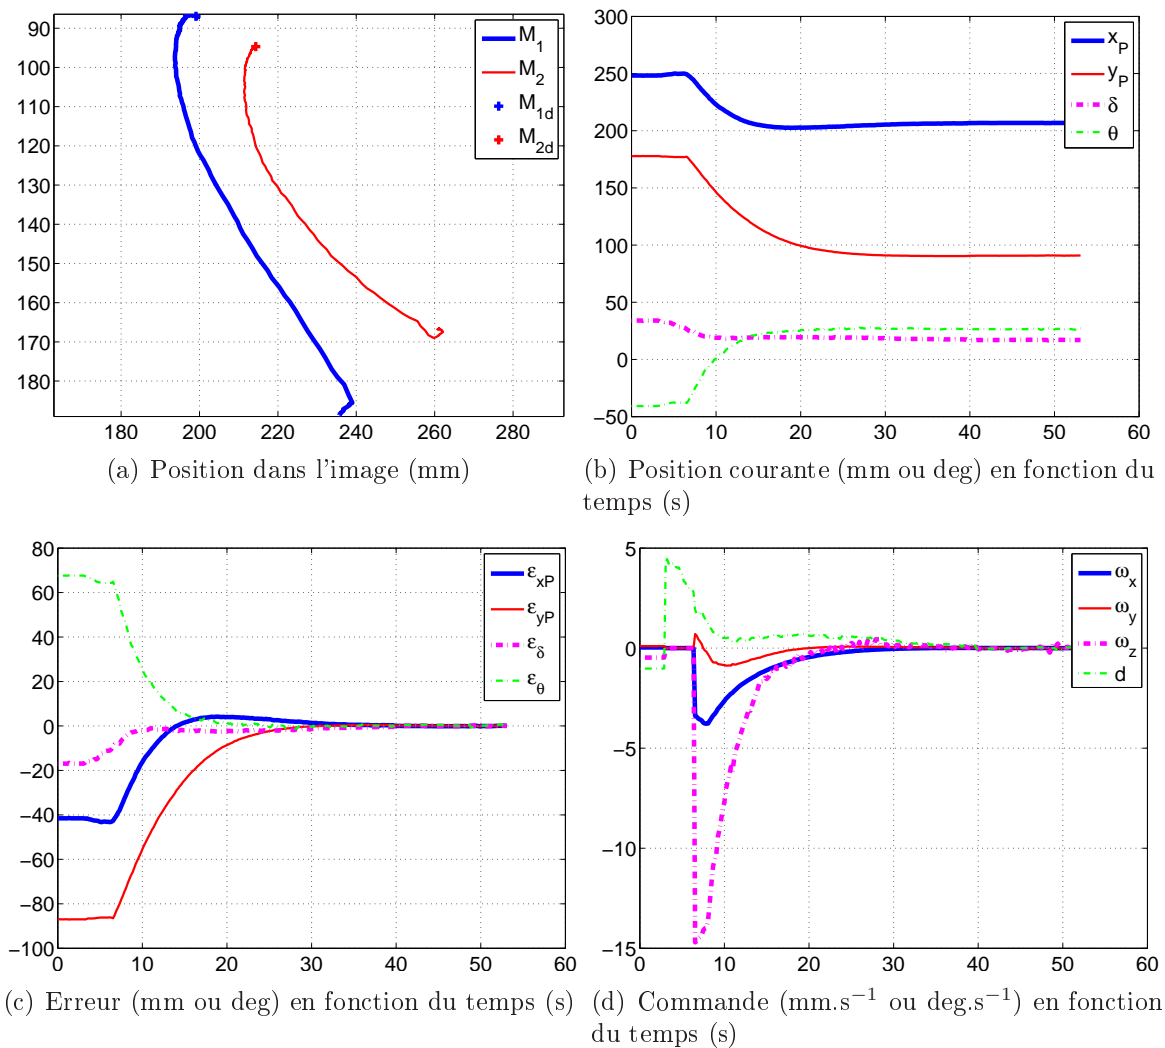 90
100
110
120
130
140
150
160
170
180
180 200 220 240 260 280
M1
M2
M1d
M2d
(a) Position dans l'image (mm)
300
250
200
150
100
50
0
−50
0 10 20 30 40 50 60
xP
yP
δ
θ
(b) Position courante (mm ou deg) en fonction du
temps (s)
80
60
40
20
0
−20
−40
−60
−80
−100
0 10 20 30 40 50 60
εxP
εyP
εδ
εθ
(c) Erreur (mm ou deg) en fonction du temps (s)
5
0
−5
−10
−15
0 10 20 30 40 50 60
ωx
ωy
ωz
d
(d) Commande (mm.s⁻¹ ou deg.s⁻¹) en fonction
du temps (s)